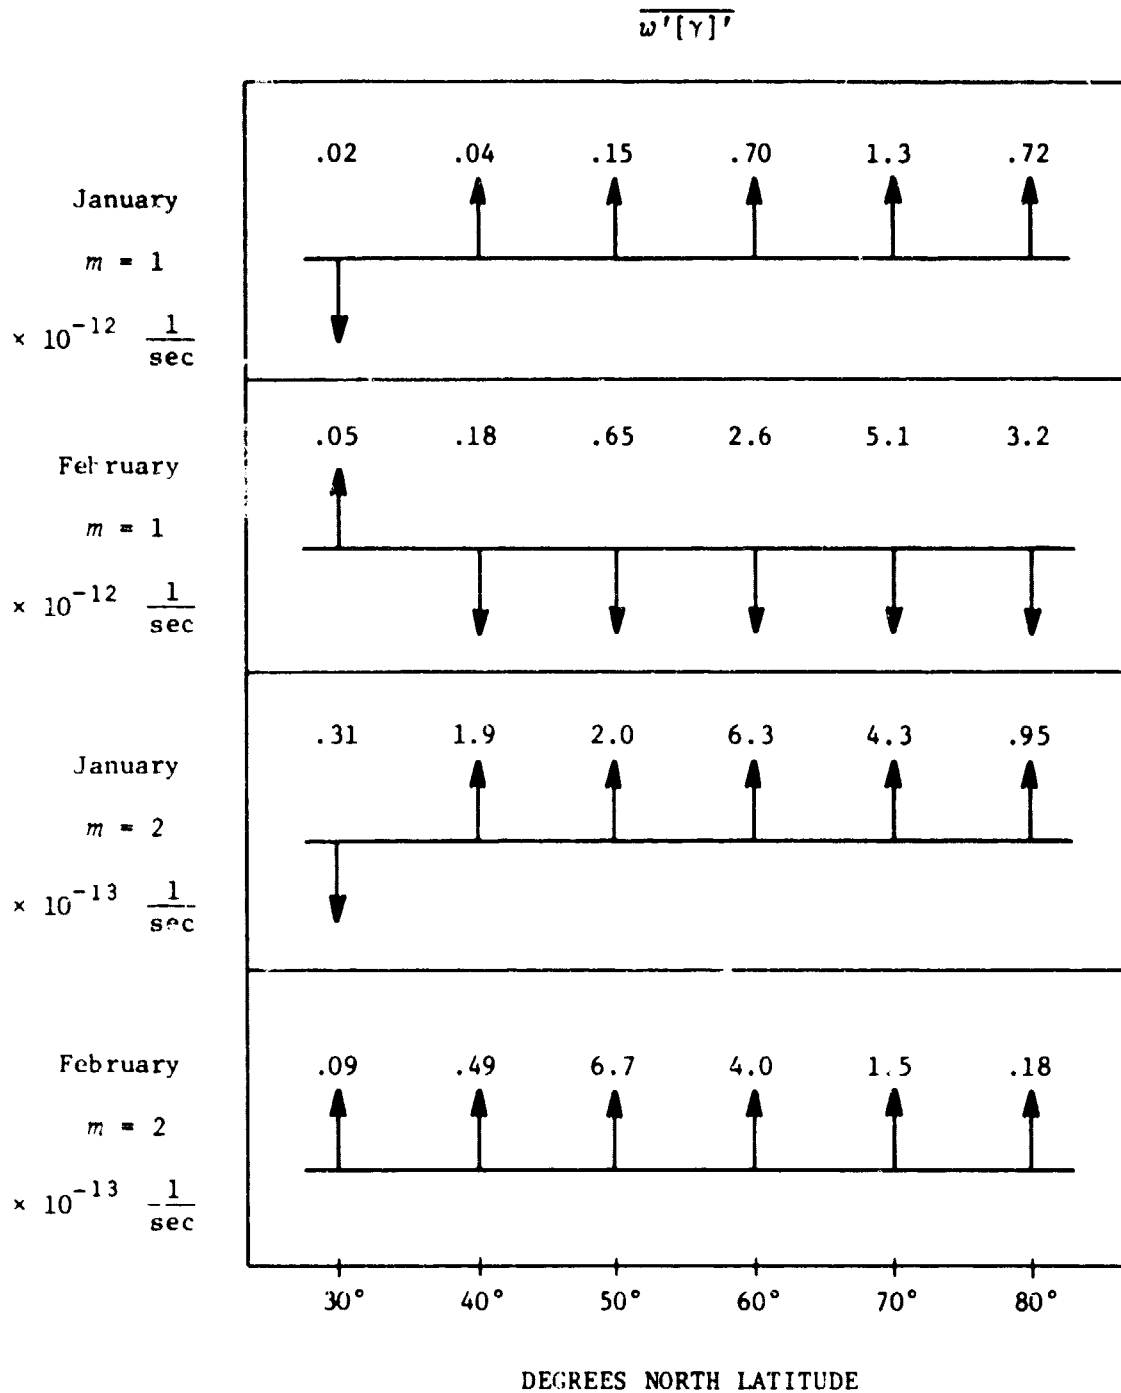 w'[γ]'
.02 .04 .15 .70 1.3 .72
January
m = 1
× 10⁻¹² 1/sec
.05 .18 .65 2.6 5.1 3.2
February
m = 1
× 10⁻¹² 1/sec
.31 1.9 2.0 6.3 4.3 .95
January
m = 2
× 10⁻¹³ 1/sec
February .09 .49 6.7 4.0 1.5 .18
m = 2
× 10⁻¹³ 1/sec
30° 40° 50° 60° 70° 80°
DEGREES NORTH LATITUDE